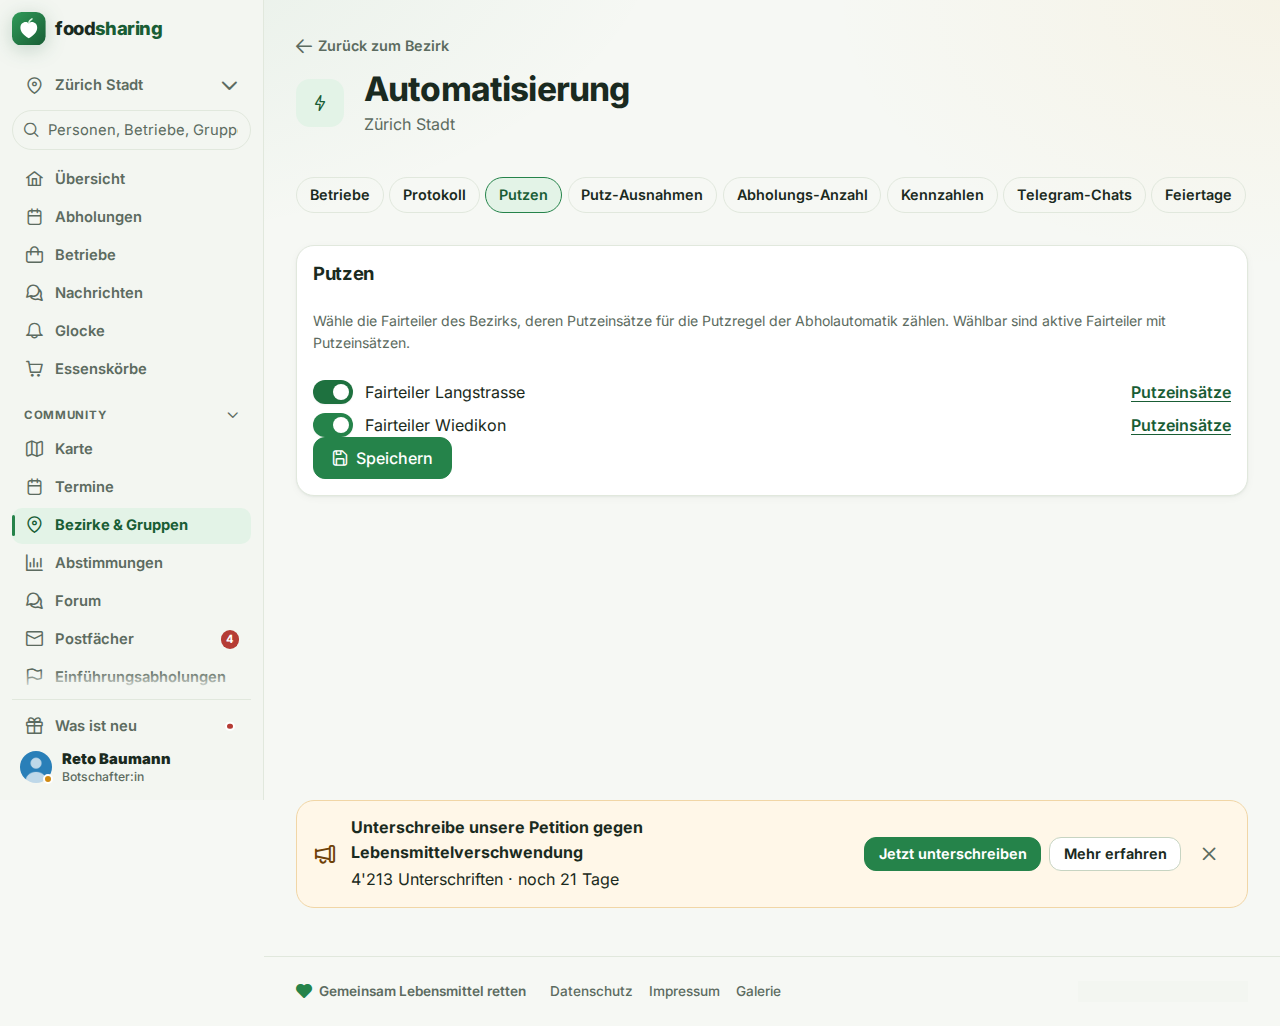 foodsharing
Zürich Stadt
Personen, Betriebe, Grupp
Übersicht
Abholungen
Betriebe
Nachrichten
Glocke
Essenskörbe
COMMUNITY
Karte
Termine
Bezirke & Gruppen
Abstimmungen
Forum
Postfächer 4
Einführungsabholungen
Was ist neu
Reto Baumann
Botschafter:in
Zurück zum Bezirk
Automatisierung
Zürich Stadt
Betriebe Protokoll Putzen Putz-Ausnahmen Abholungs-Anzahl Kennzahlen Telegram-Chats Feiertage
Putzen
Wähle die Fairteiler des Bezirks, deren Putzeinsätze für die Putzregel der Abholautomatik zählen. Wählbar sind aktive Fairteiler mit
Putzeinsätzen.
Fairteiler Langstrasse Putzeinsätze
Fairteiler Wiedikon Putzeinsätze
Speichern
Unterschreibe unsere Petition gegen
Lebensmittelverschwendung
4'213 Unterschriften · noch 21 Tage
Jetzt unterschreiben Mehr erfahren
Gemeinsam Lebensmittel retten Datenschutz Impressum Galerie